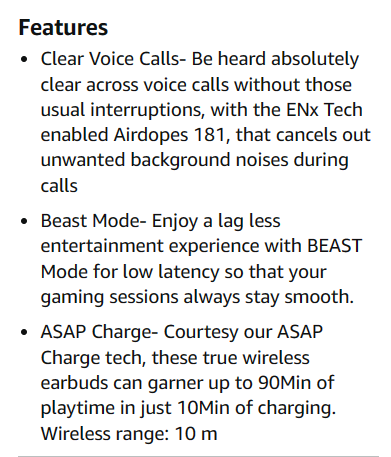 Features
• Clear Voice Calls- Be heard absolutely
clear across voice calls without those
usual interruptions, with the ENx Tech
enabled Airdopes 181, that cancels out
unwanted background noises during
calls
• Beast Mode- Enjoy a lag less
entertainment experience with BEAST
Mode for low latency so that your
gaming sessions always stay smooth.
• ASAP Charge- Courtesy our ASAP
Charge tech, these true wireless
earbuds can garner up to 90Min of
playtime in just 10Min of charging.
Wireless range: 10 m